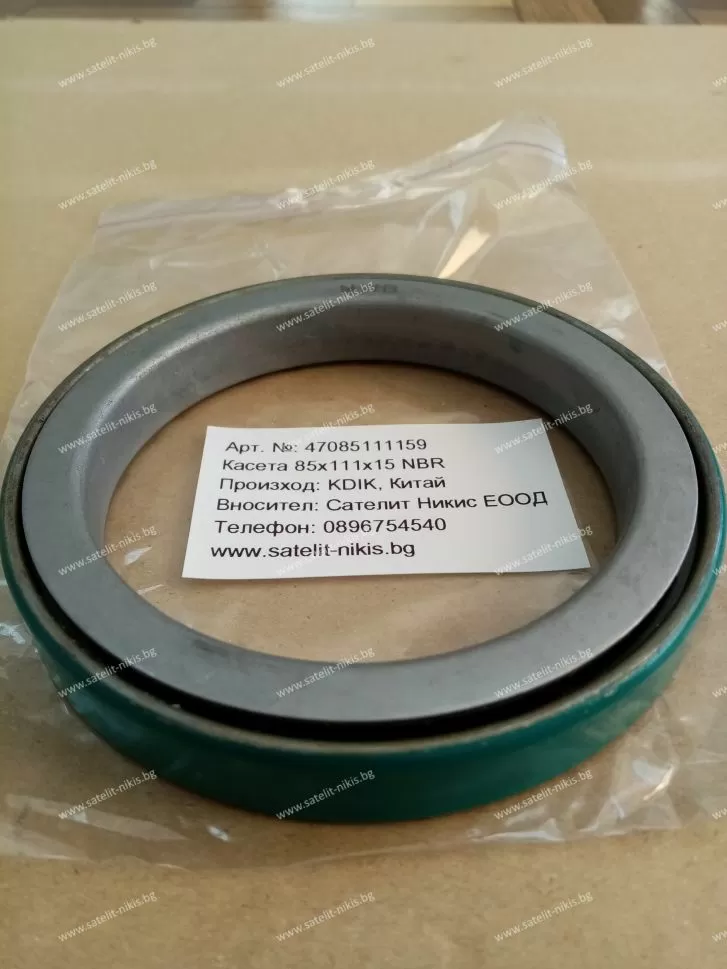 Арт. №: 47085111159
Касета 85x111x15 NBR
Произход: KDIK, Китай
Вносител: Сателит Никис ЕООД
Телефон: 0896754540
www.satelit-nikis.bg